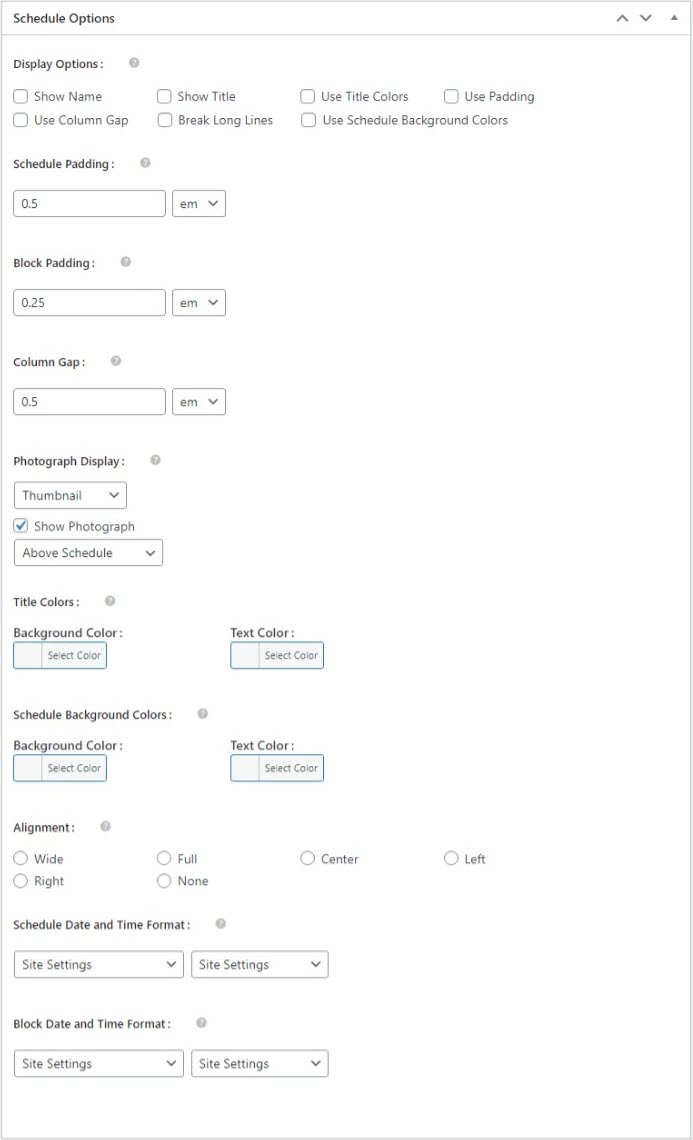 Schedule Options
Display Options :
Show Name Show Title Use Title Colors Use Padding
Use Column Gap Break Long Lines Use Schedule Background Colors
Schedule Padding :
0.5 em
Block Padding :
0.25 em
Column Gap :
0.5 em
Photograph Display :
Thumbnail
Show Photograph
Above Schedule
Title Colors :
Background Color : Text Color :
Select Color Select Color
Schedule Background Colors :
Background Color : Text Color :
Select Color Select Color
Alignment :
Wide Full Center Left
Right None
Schedule Date and Time Format :
Site Settings Site Settings
Block Date and Time Format :
Site Settings Site Settings